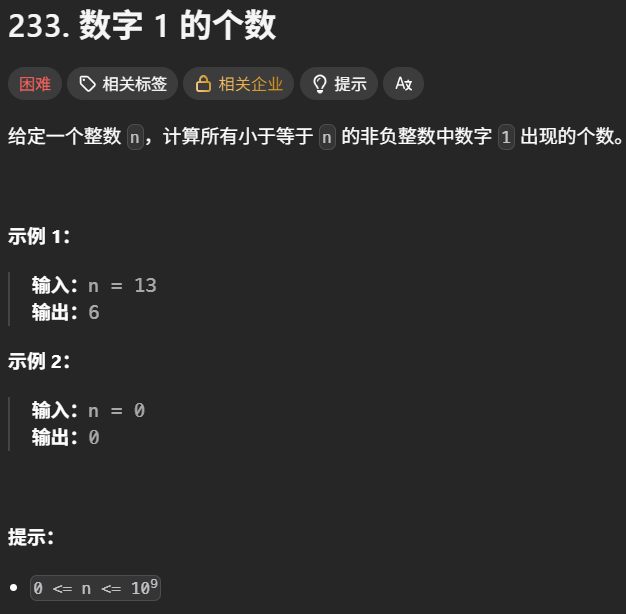 233. 数字 1 的个数
困难 相关标签 相关企业 提示
给定一个整数 n，计算所有小于等于 n 的非负整数中数字 1 出现的个数。
示例 1：
输入：n = 13
输出：6
示例 2：
输入：n = 0
输出：0
提示：
0 <= n <= 10⁹